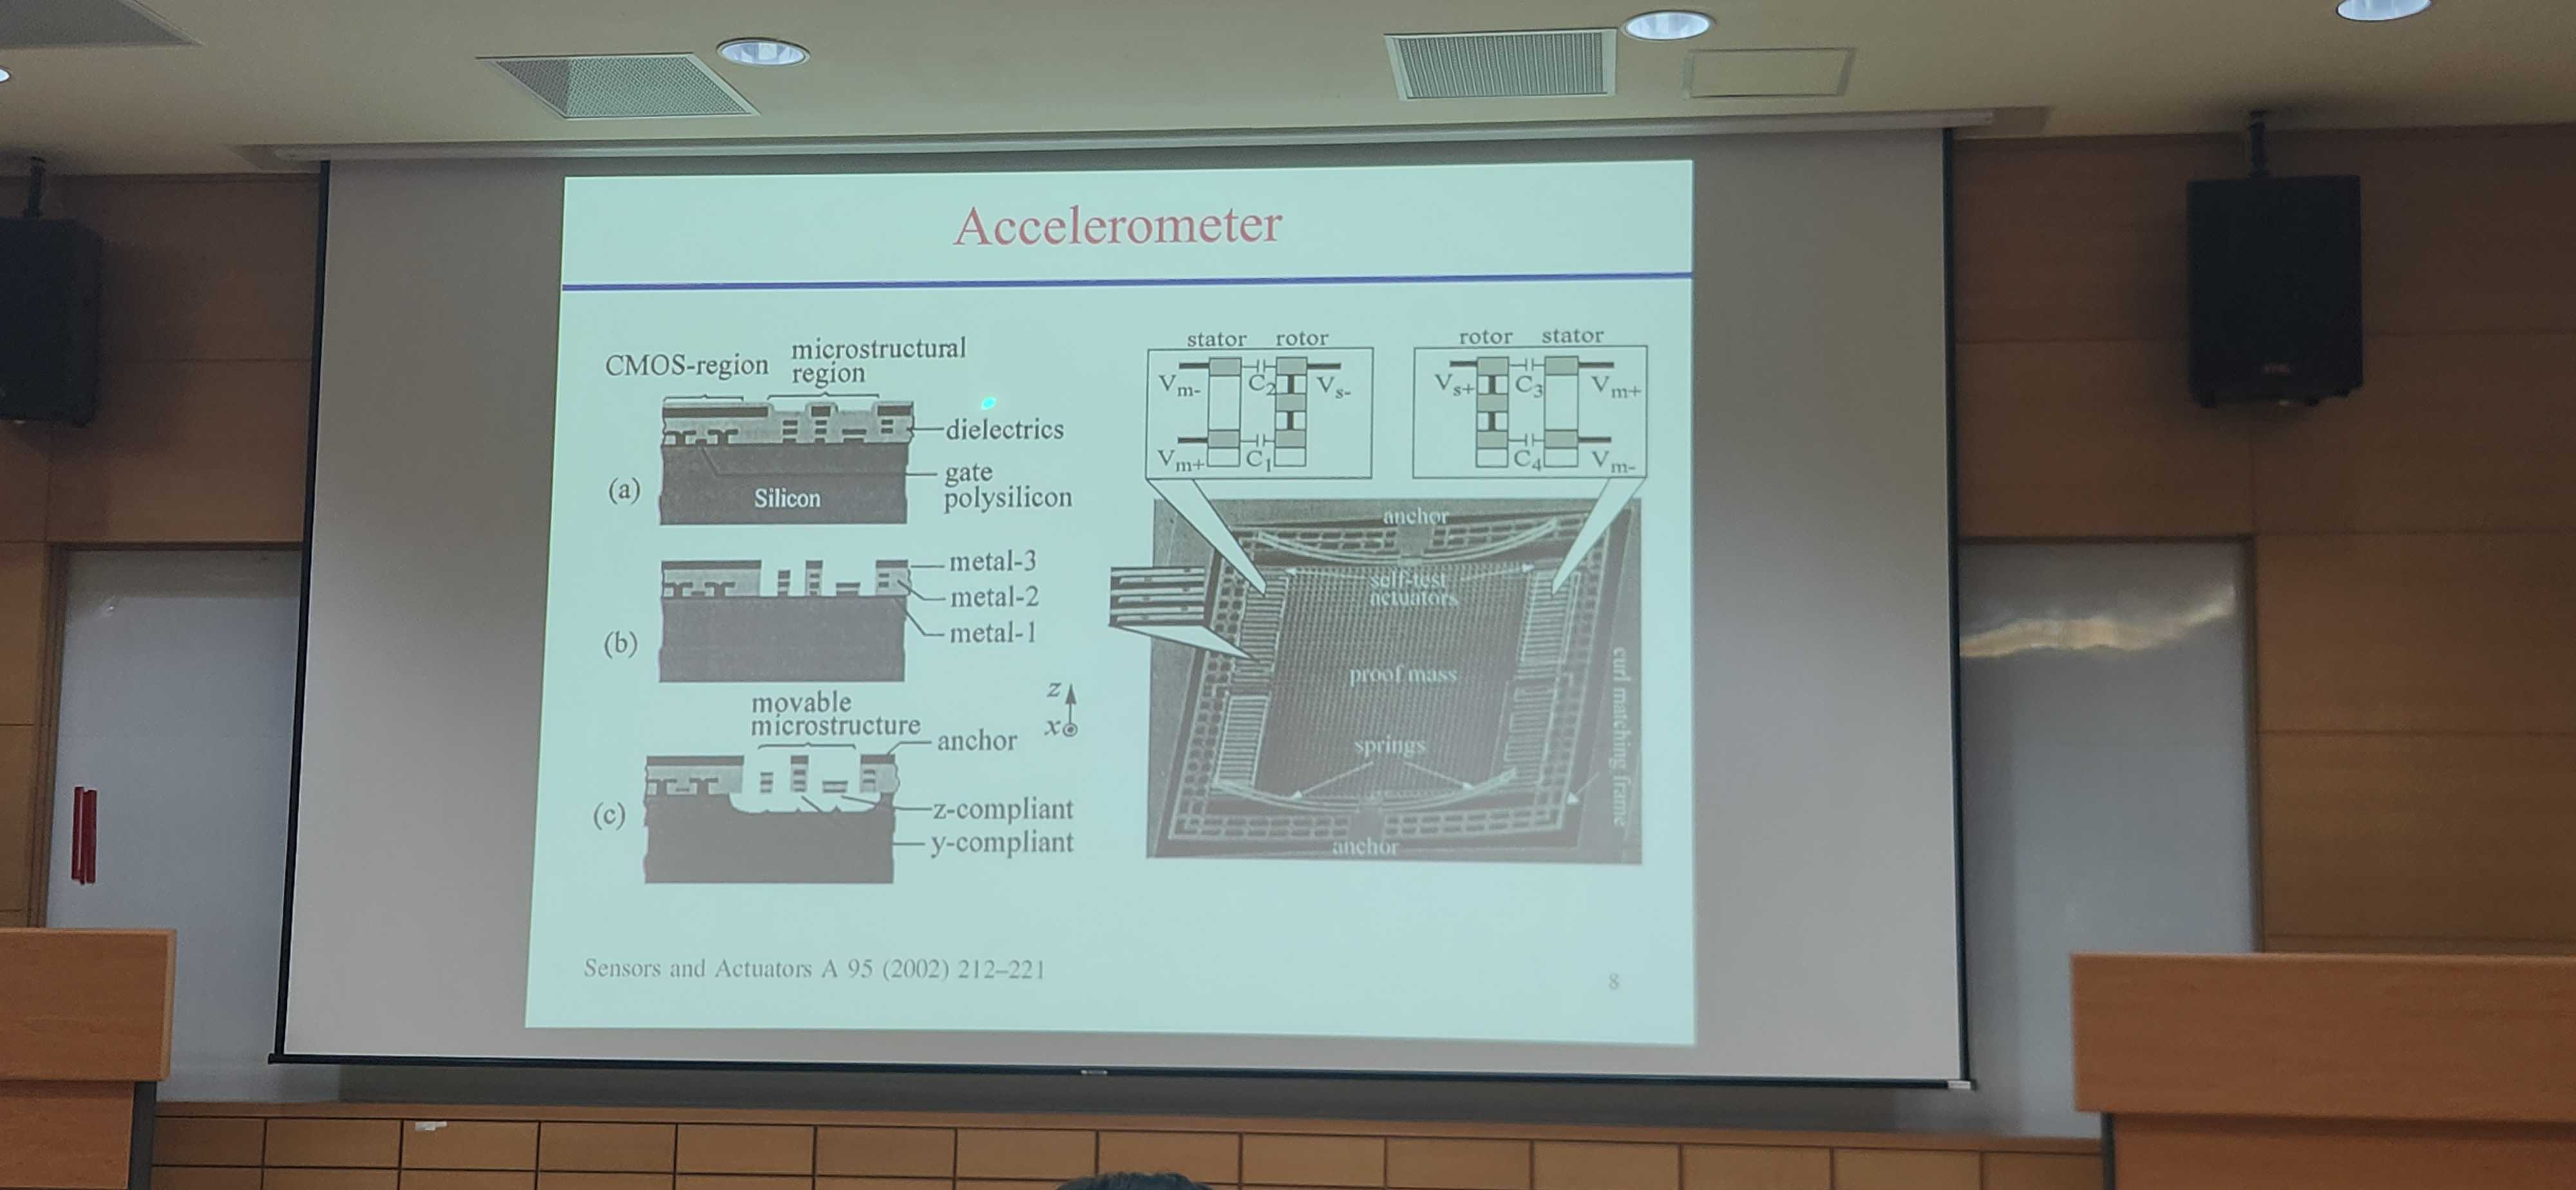 Accelerometer
CMOS-region
microstructural
region
dielectrics
gate
polysilicon
Silicon
(a)
metal-3
metal-2
metal-1
(b)
movable
microstructure
anchor
z
x
z-compliant
y-compliant
(c)
stator rotor
Vm-
C2
Vs-
Vm+
C1
rotor stator
Vs+
C3
Vm+
C4
Vm-
anchor
self-test
actuators
proof mass
springs
curl matching frame
anchor
Sensors and Actuators A 95 (2002) 212–221
8